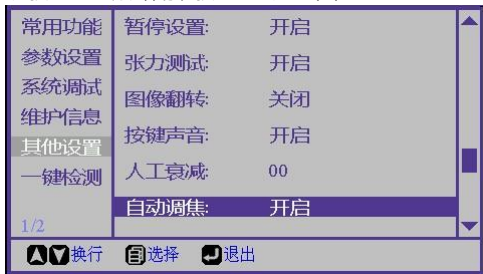 常用功能
参数设置
系统调试
维护信息
其他设置
一键检测
1/2
暂停设置: 开启
张力测试: 开启
图像翻转: 关闭
按键声音: 开启
人工衰减: 00
自动调焦: 开启
换行 选择 退出